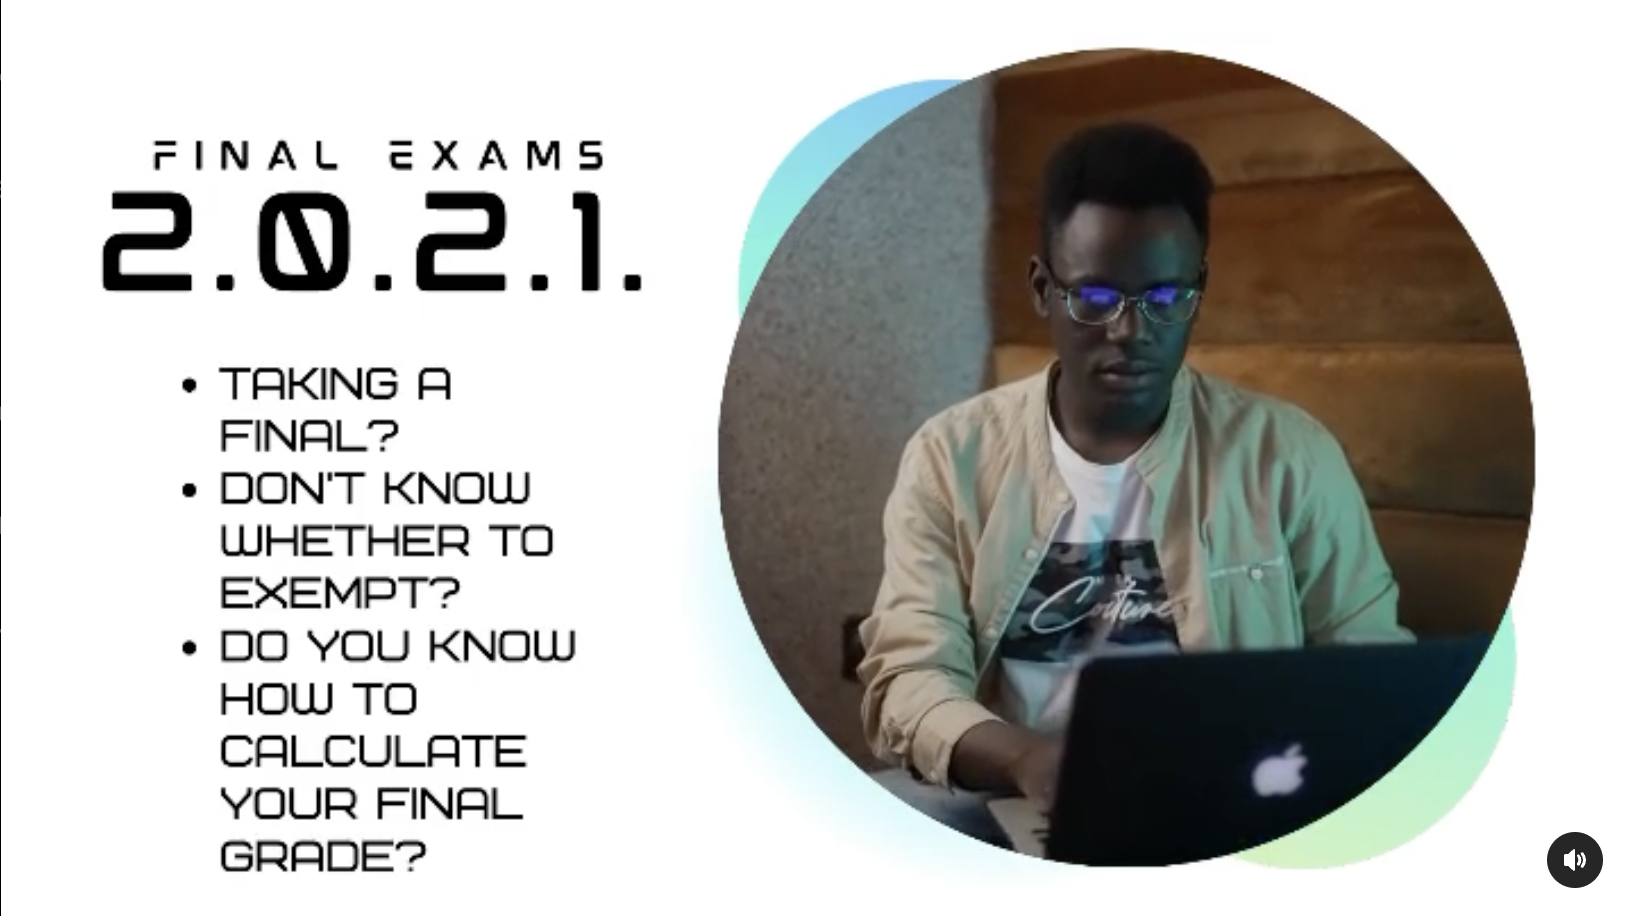 FINAL EXAMS
2.0.2.1.
• TAKING A
FINAL?
• DON'T KNOW
WHETHER TO
EXEMPT?
• DO YOU KNOW
HOW TO
CALCULATE
YOUR FINAL
GRADE?
Couture